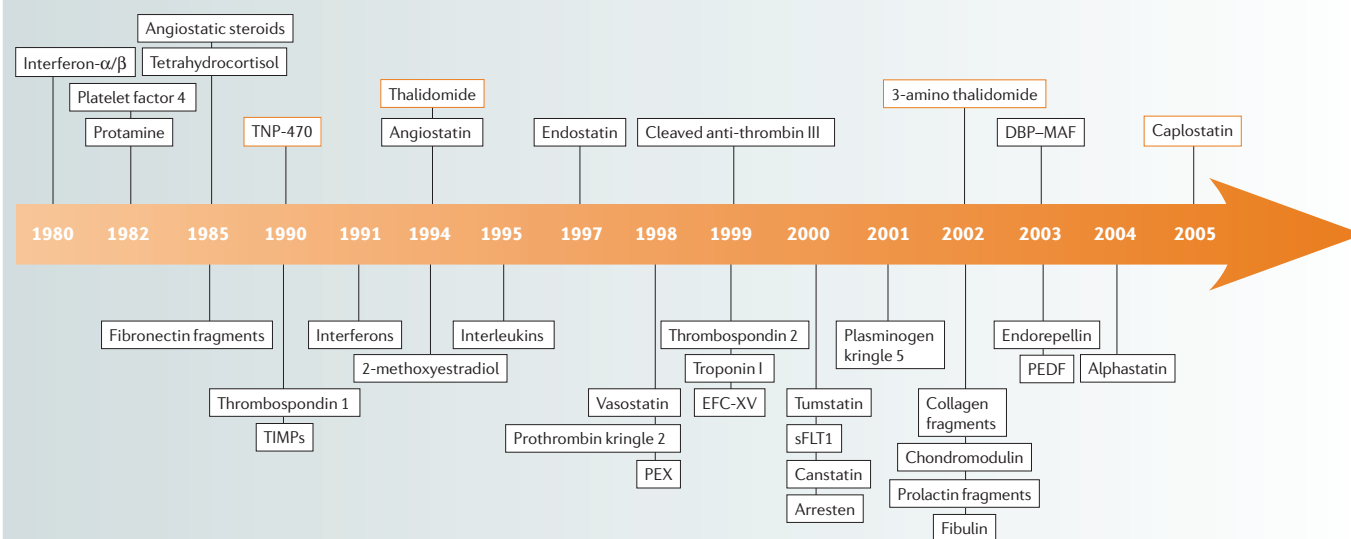 Angiostatic steroids
Interferon-α/β
Tetrahydrocortisol
Platelet factor 4
Thalidomide
3-amino thalidomide
Protamine
TNP-470
Angiostatin
Endostatin
Cleaved anti-thrombin III
DBP–MAF
Caplostatin
1980 1982 1985 1990 1991 1994 1995 1997 1998 1999 2000 2001 2002 2003 2004 2005
Fibronectin fragments
Interferons
Interleukins
Thrombospondin 2
Plasminogen
kringle 5
Endorepellin
2-methoxyestradiol
Troponin I
PEDF
Alphastatin
Thrombospondin 1
Vasostatin
EFC-XV
Tumstatin
Collagen
fragments
TIMPs
Prothrombin kringle 2
sFLT1
Chondromodulin
PEX
Canstatin
Prolactin fragments
Arresten
Fibulin